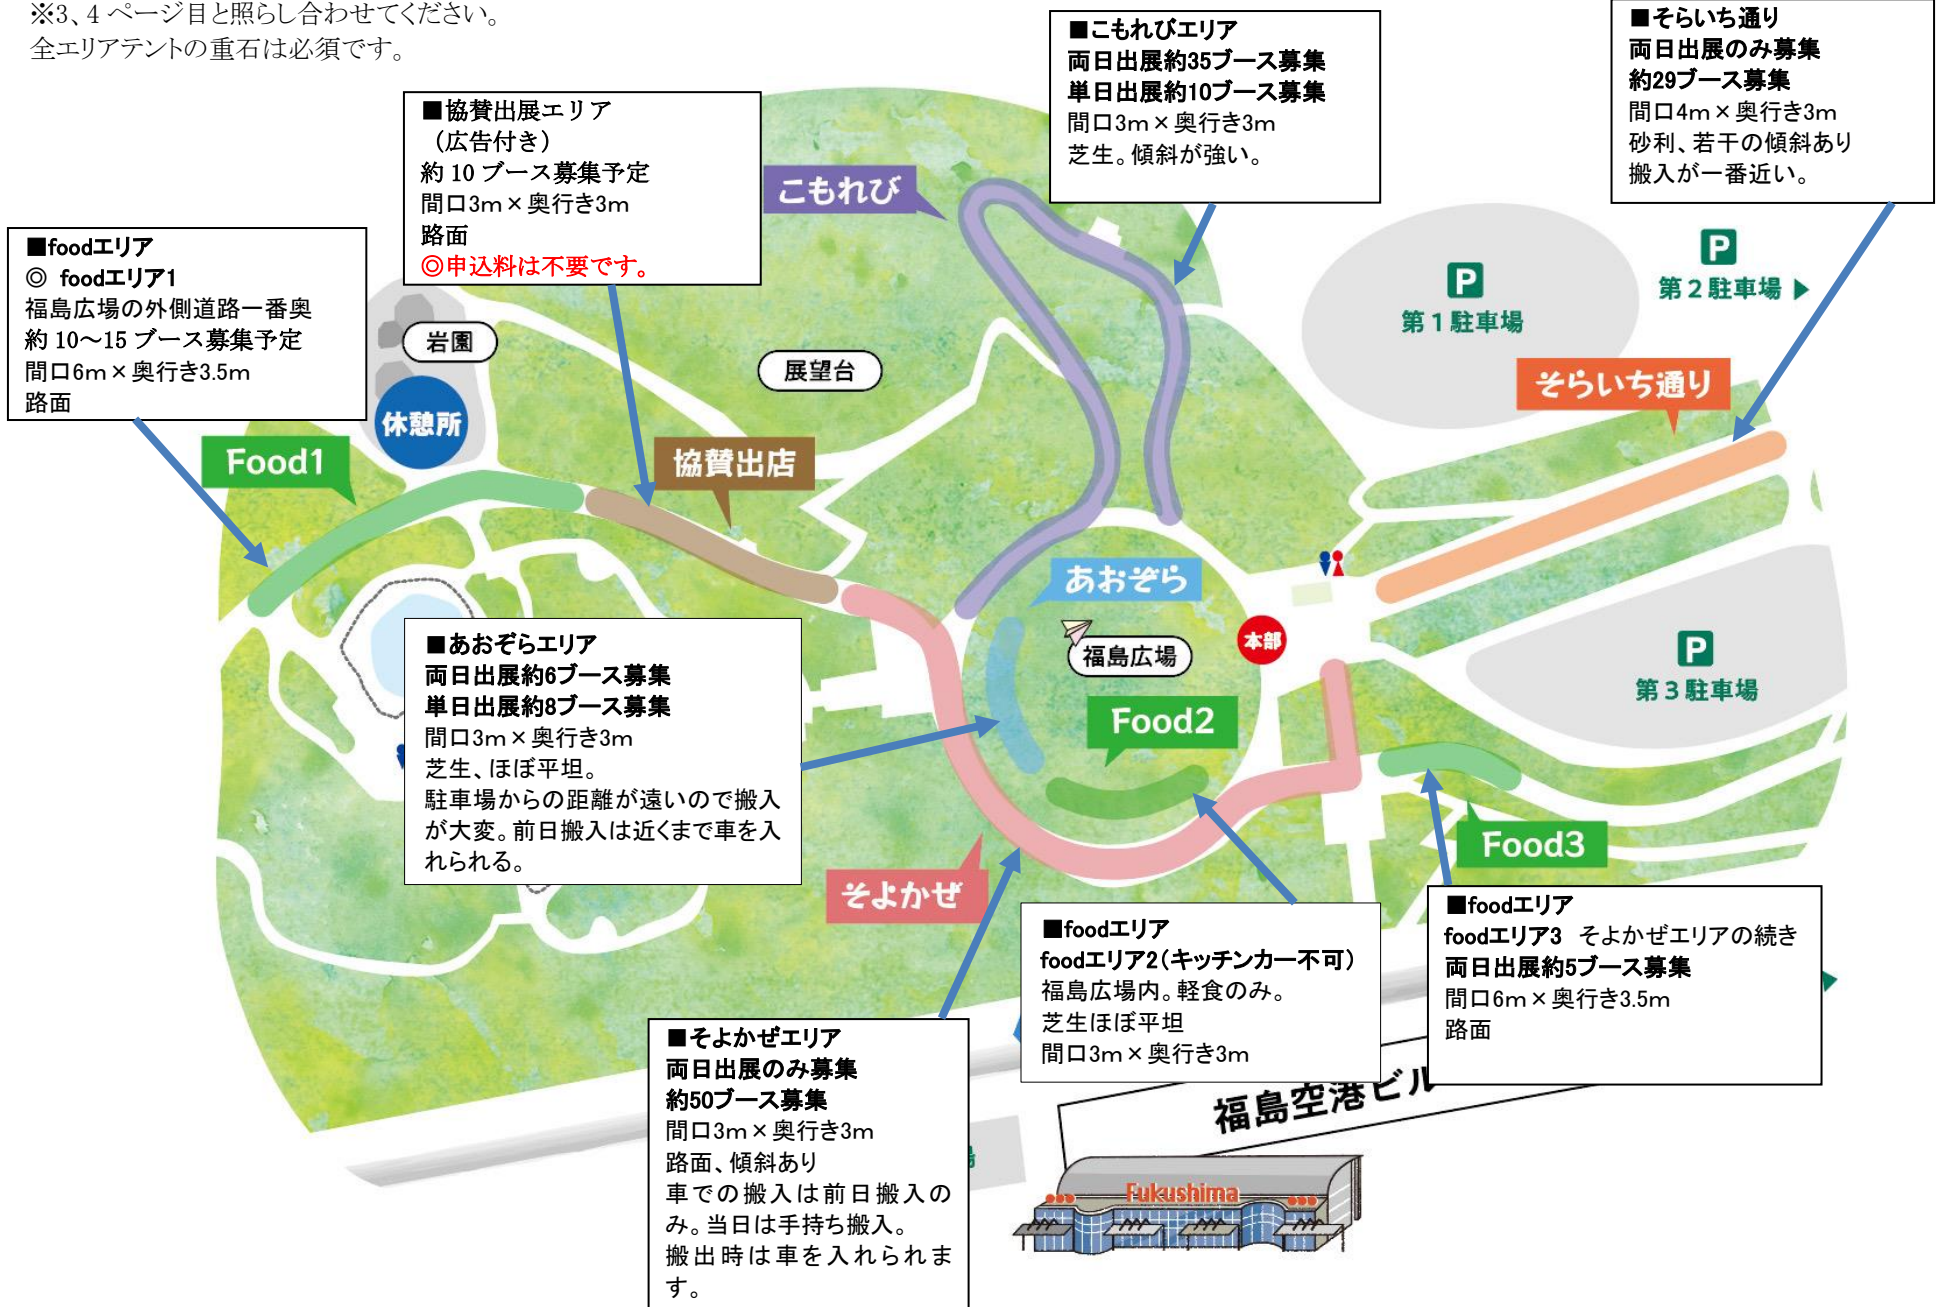 ※3、4 ページ目と照らし合わせてください。
全エリアテントの重石は必須です。
■こもれびエリア
両日出展約35ブース募集
単日出展約10ブース募集
間口3m×奥行き3m
芝生。傾斜が強い。
■そらいち通り
両日出展のみ募集
約29ブース募集
間口4m×奥行き3m
砂利、若干の傾斜あり
搬入が一番近い。
■協賛出展エリア
(広告付き)
約 10 ブース募集予定
間口3m×奥行き3m
路面
◎申込料は不要です。
■foodエリア
◎ foodエリア1
福島広場の外側道路一番奥
約 10～15 ブース募集予定
間口6m×奥行き3.5m
路面
こもれび
P
第1駐車場
P
第2駐車場 ▶
岩園
展望台
休憩所
そらいち通り
Food1
協賛出店
あおぞら
福島広場
本部
P
第3駐車場
Food2
Food3
そよかぜ
■あおぞらエリア
両日出展約6ブース募集
単日出展約8ブース募集
間口3m×奥行き3m
芝生、ほぼ平坦。
駐車場からの距離が遠いので搬入
が大変。前日搬入は近くまで車を入
れられる。
■foodエリア
foodエリア2(キッチンカー不可)
福島広場内。軽食のみ。
芝生ほぼ平坦
間口3m×奥行き3m
■foodエリア
foodエリア3 そよかぜエリアの続き
両日出展約5ブース募集
間口6m×奥行き3.5m
路面
■そよかぜエリア
両日出展のみ募集
約50ブース募集
間口3m×奥行き3m
路面、傾斜あり
車での搬入は前日搬入の
み。当日は手持ち搬入。
搬出時は車を入れられま
す。
福島空港ビル
Fukushima